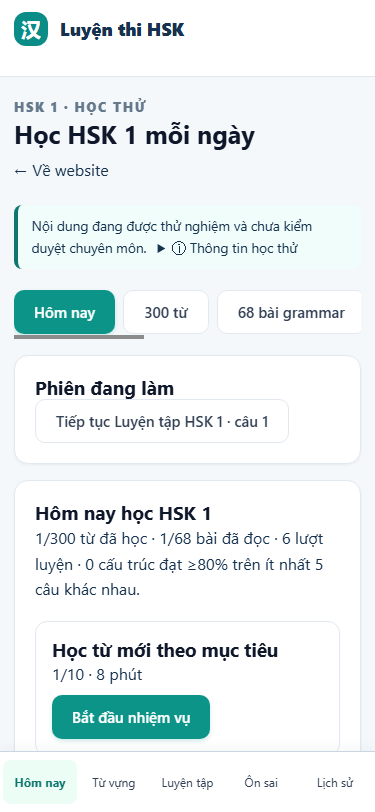 汉 Luyện thi HSK
HSK 1 · HỌC THỬ
Học HSK 1 mỗi ngày
← Về website
Nội dung đang được thử nghiệm và chưa kiểm
duyệt chuyên môn. ▶ ⓘ Thông tin học thử
Hôm nay 300 từ 68 bài grammar
Phiên đang làm
Tiếp tục Luyện tập HSK 1 · câu 1
Hôm nay học HSK 1
1/300 từ đã học · 1/68 bài đã đọc · 6 lượt
luyện · 0 cấu trúc đạt ≥80% trên ít nhất 5
câu khác nhau.
Học từ mới theo mục tiêu
1/10 · 8 phút
Bắt đầu nhiệm vụ
Hôm nay Từ vựng Luyện tập Ôn sai Lịch sử